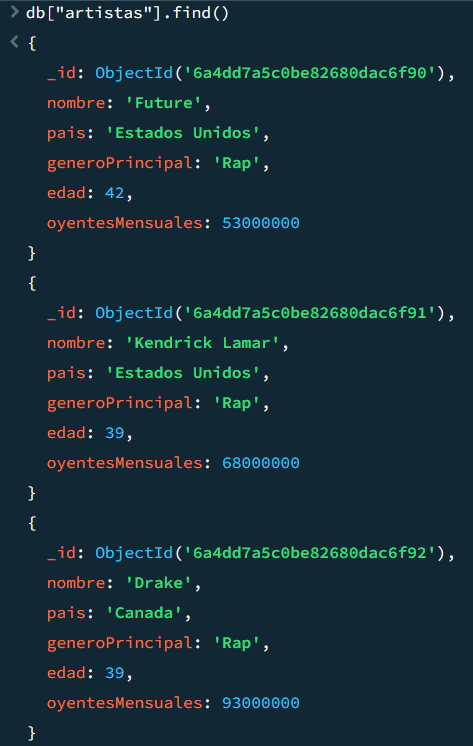 > db["artistas"].find()
< {
_id: ObjectId('6a4dd7a5c0be82680dac6f90'),
nombre: 'Future',
pais: 'Estados Unidos',
generoPrincipal: 'Rap',
edad: 42,
oyentesMensuales: 53000000
}
{
_id: ObjectId('6a4dd7a5c0be82680dac6f91'),
nombre: 'Kendrick Lamar',
pais: 'Estados Unidos',
generoPrincipal: 'Rap',
edad: 39,
oyentesMensuales: 68000000
}
{
_id: ObjectId('6a4dd7a5c0be82680dac6f92'),
nombre: 'Drake',
pais: 'Canada',
generoPrincipal: 'Rap',
edad: 39,
oyentesMensuales: 93000000
}